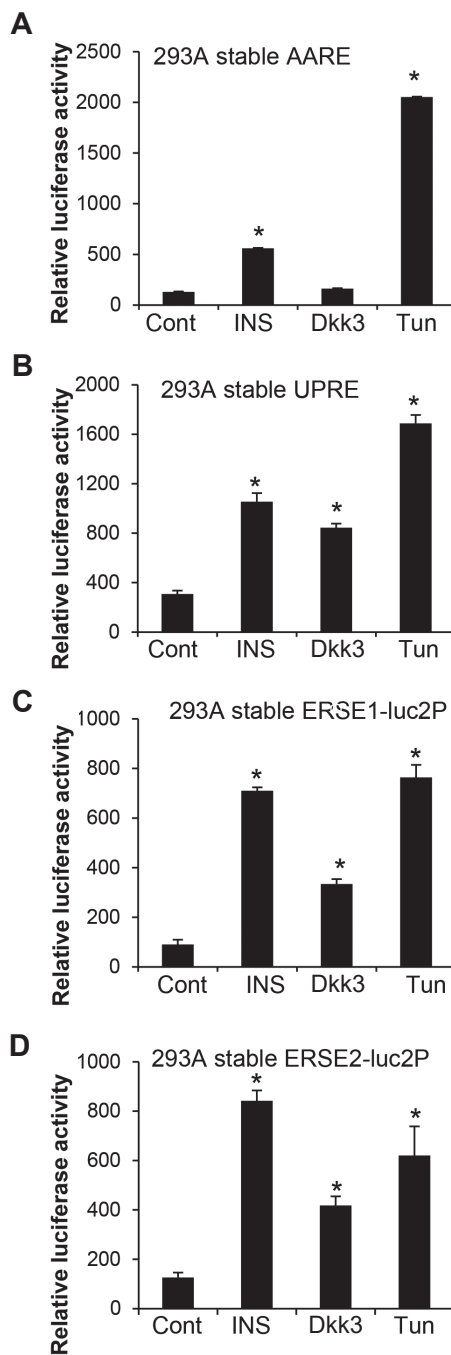 A
293A stable AARE
Relative luciferase activity
2500
2000
1500
1000
500
0
*
*
Cont INS Dkk3 Tun
B
293A stable UPRE
Relative luciferase activity
2000
1600
1200
800
400
0
*
*
*
Cont INS Dkk3 Tun
C
293A stable ERSE1-luc2P
Relative luciferase activity
1000
800
600
400
200
0
*
*
*
Cont INS Dkk3 Tun
D
293A stable ERSE2-luc2P
Relative luciferase activity
1000
800
600
400
200
0
*
*
*
Cont INS Dkk3 Tun